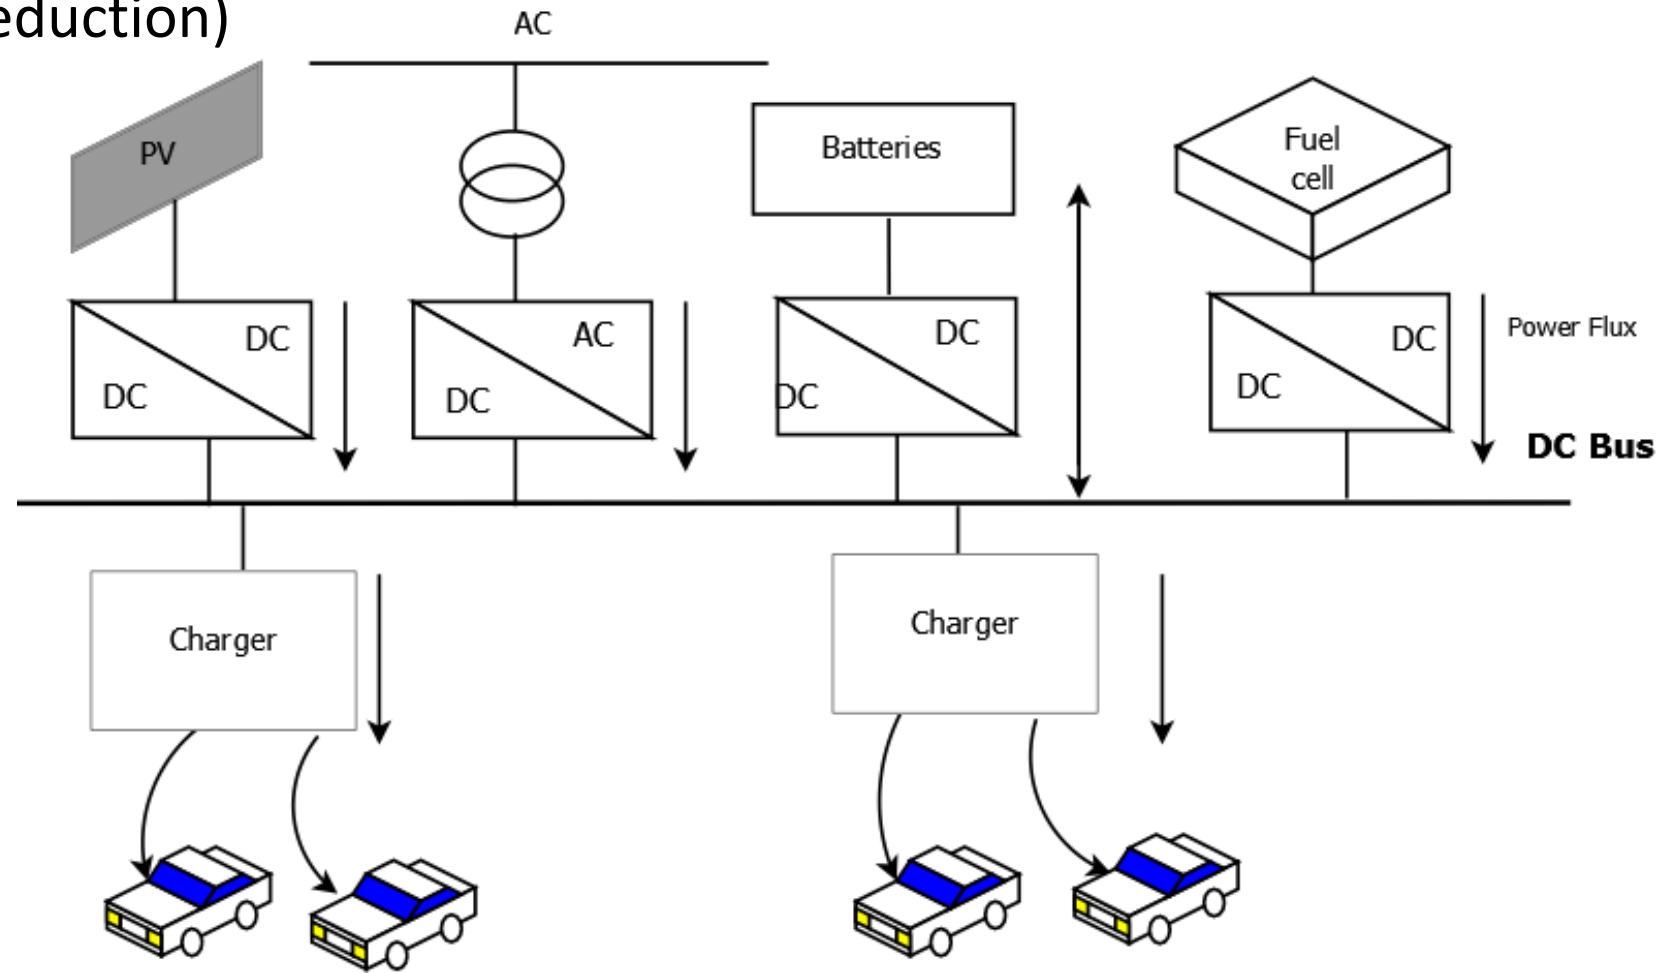 eduction)
AC
PV
Batteries
Fuel
cell
DC
DC
AC
DC
DC
DC
DC
DC
Power Flux
DC Bus
Charger
Charger